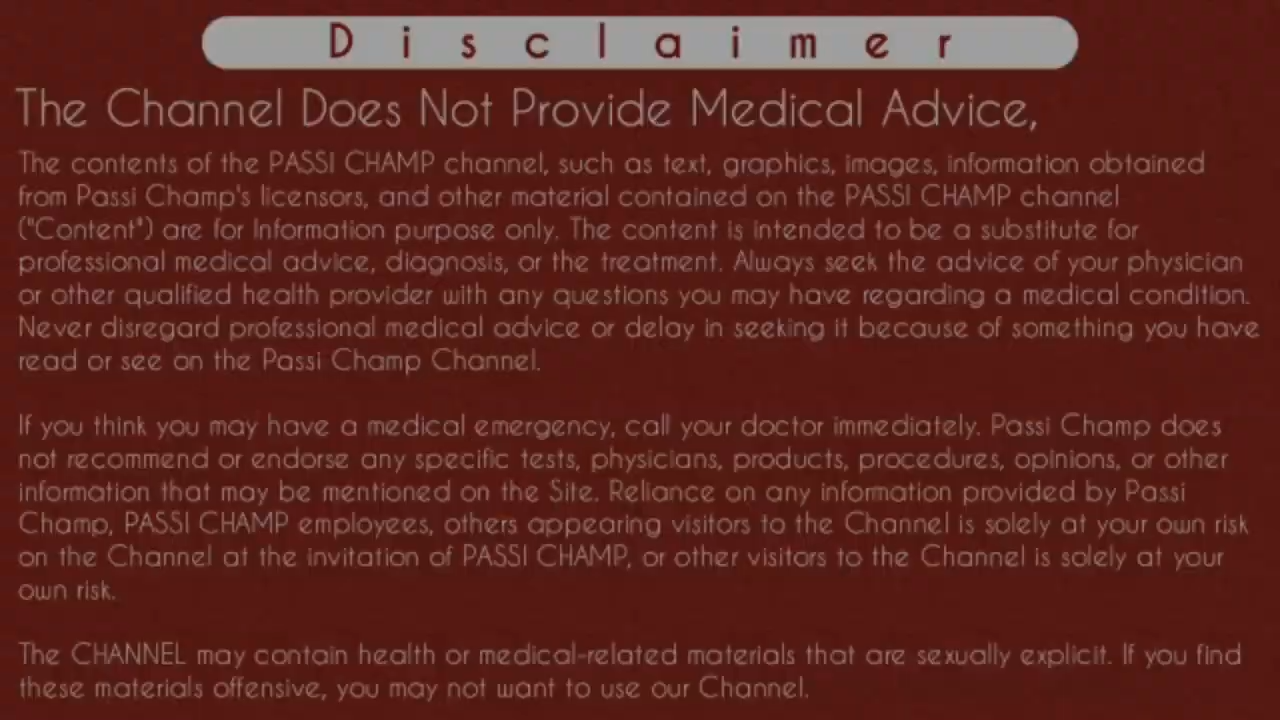 Disclaimer
The Channel Does Not Provide Medical Advice,
The contents of the PASSI CHAMP channel, such as text, graphics, images, information obtained
from Passi Champ's licensors, and other material contained on the PASSI CHAMP channel
("Content") are for Information purpose only. The content is intended to be a substitute for
professional medical advice, diagnosis, or the treatment. Always seek the advice of your physician
or other qualified health provider with any questions you may have regarding a medical condition.
Never disregard professional medical advice or delay in seeking it because of something you have
read or see on the Passi Champ Channel.
If you think you may have a medical emergency, call your doctor immediately. Passi Champ does
not recommend or endorse any specific tests, physicians, products, procedures, opinions, or other
information that may be mentioned on the Site. Reliance on any information provided by Passi
Champ, PASSI CHAMP employees, others appearing visitors to the Channel is solely at your own risk
on the Channel at the invitation of PASSI CHAMP, or other visitors to the Channel is solely at your
own risk.
The CHANNEL may contain health or medical-related materials that are sexually explicit. If you find
these materials offensive, you may not want to use our Channel.